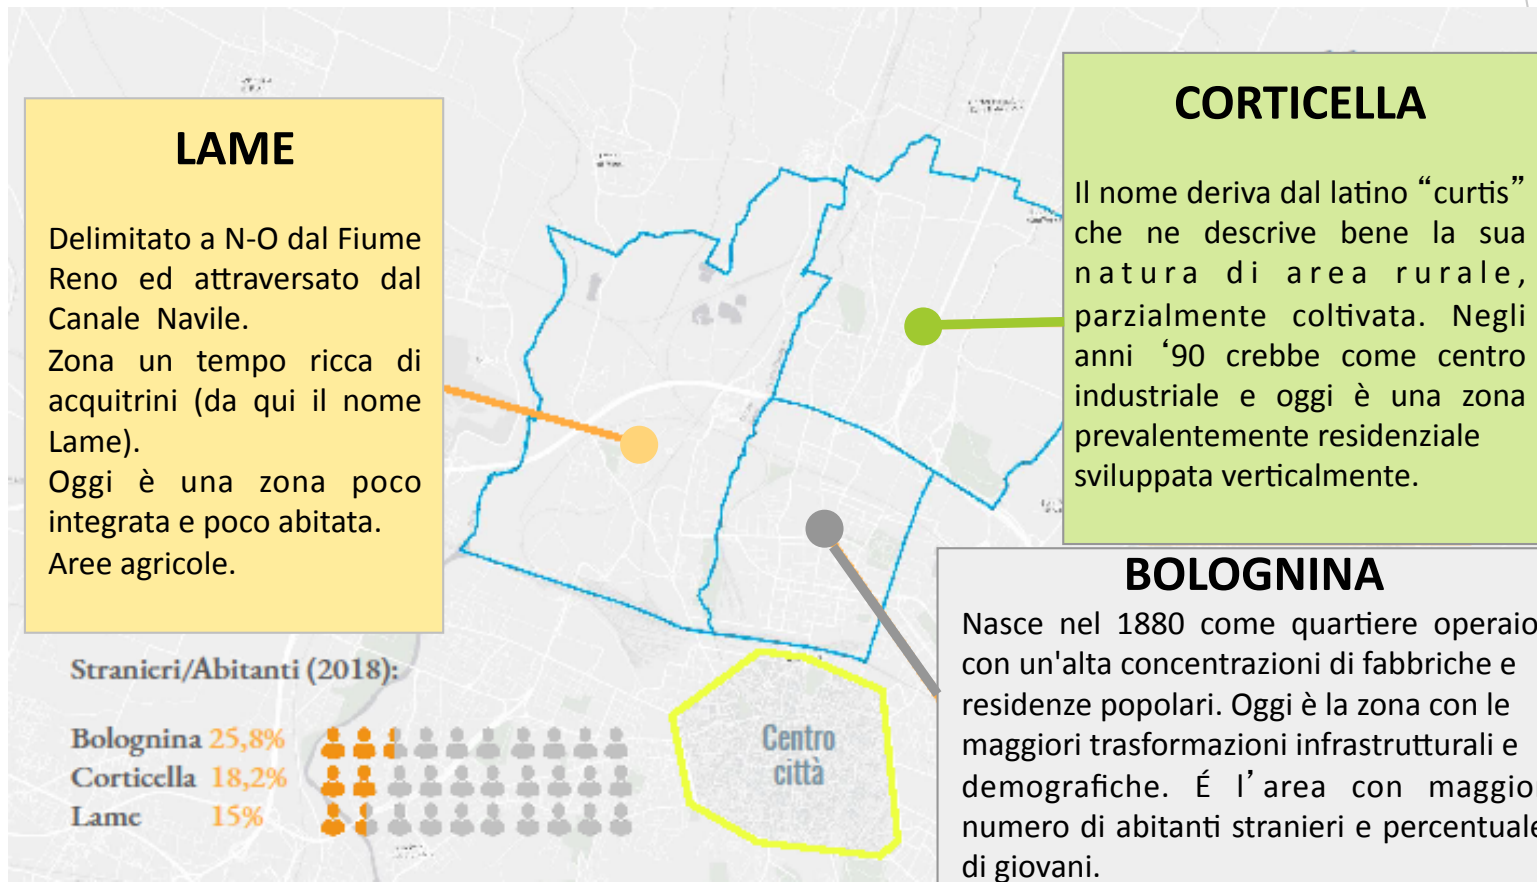 LAME
Delimitato a N-O dal Fiume
Reno ed attraversato dal
Canale Navile.
Zona un tempo ricca di
acquitrini (da qui il nome
Lame).
Oggi è una zona poco
integrata e poco abitata.
Aree agricole.
CORTICELLA
Il nome deriva dal latino “curtis”
che ne descrive bene la sua
natura di area rurale,
parzialmente coltivata. Negli
anni ‘90 crebbe come centro
industriale e oggi è una zona
prevalentemente residenziale
sviluppata verticalmente.
BOLOGNINA
Nasce nel 1880 come quartiere operaio
con un'alta concentrazioni di fabbriche e
residenze popolari. Oggi è la zona con le
maggiori trasformazioni infrastrutturali e
demografiche. É l’area con maggio
numero di abitanti stranieri e percentuale
di giovani.
Stranieri/Abitanti (2018):
Bolognina 25,8%
Corticella 18,2%
Lame 15%
Centro
città